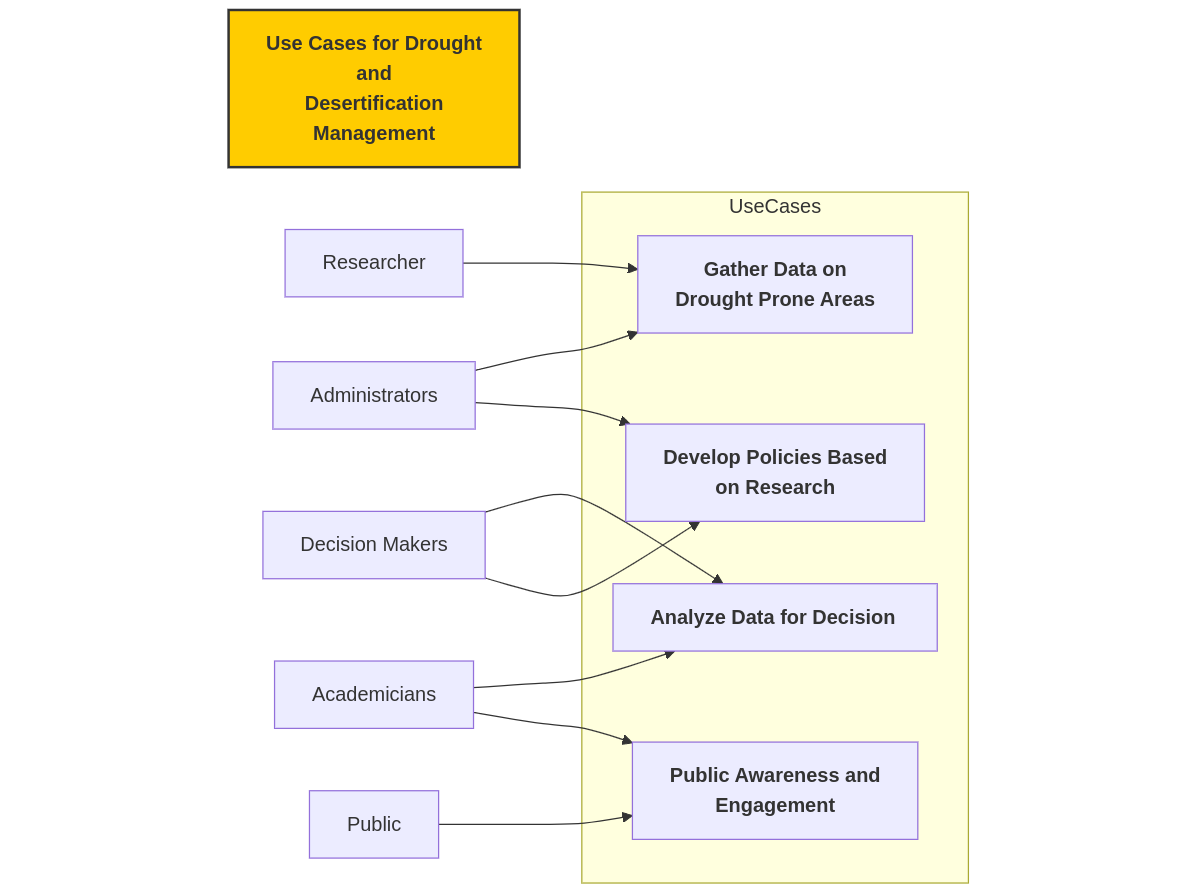 Use Cases for Drought
and
Desertification
Management
UseCases
Researcher
Gather Data on
Drought Prone Areas
Administrators
Develop Policies Based
on Research
Decision Makers
Analyze Data for Decision
Academicians
Public Awareness and
Engagement
Public